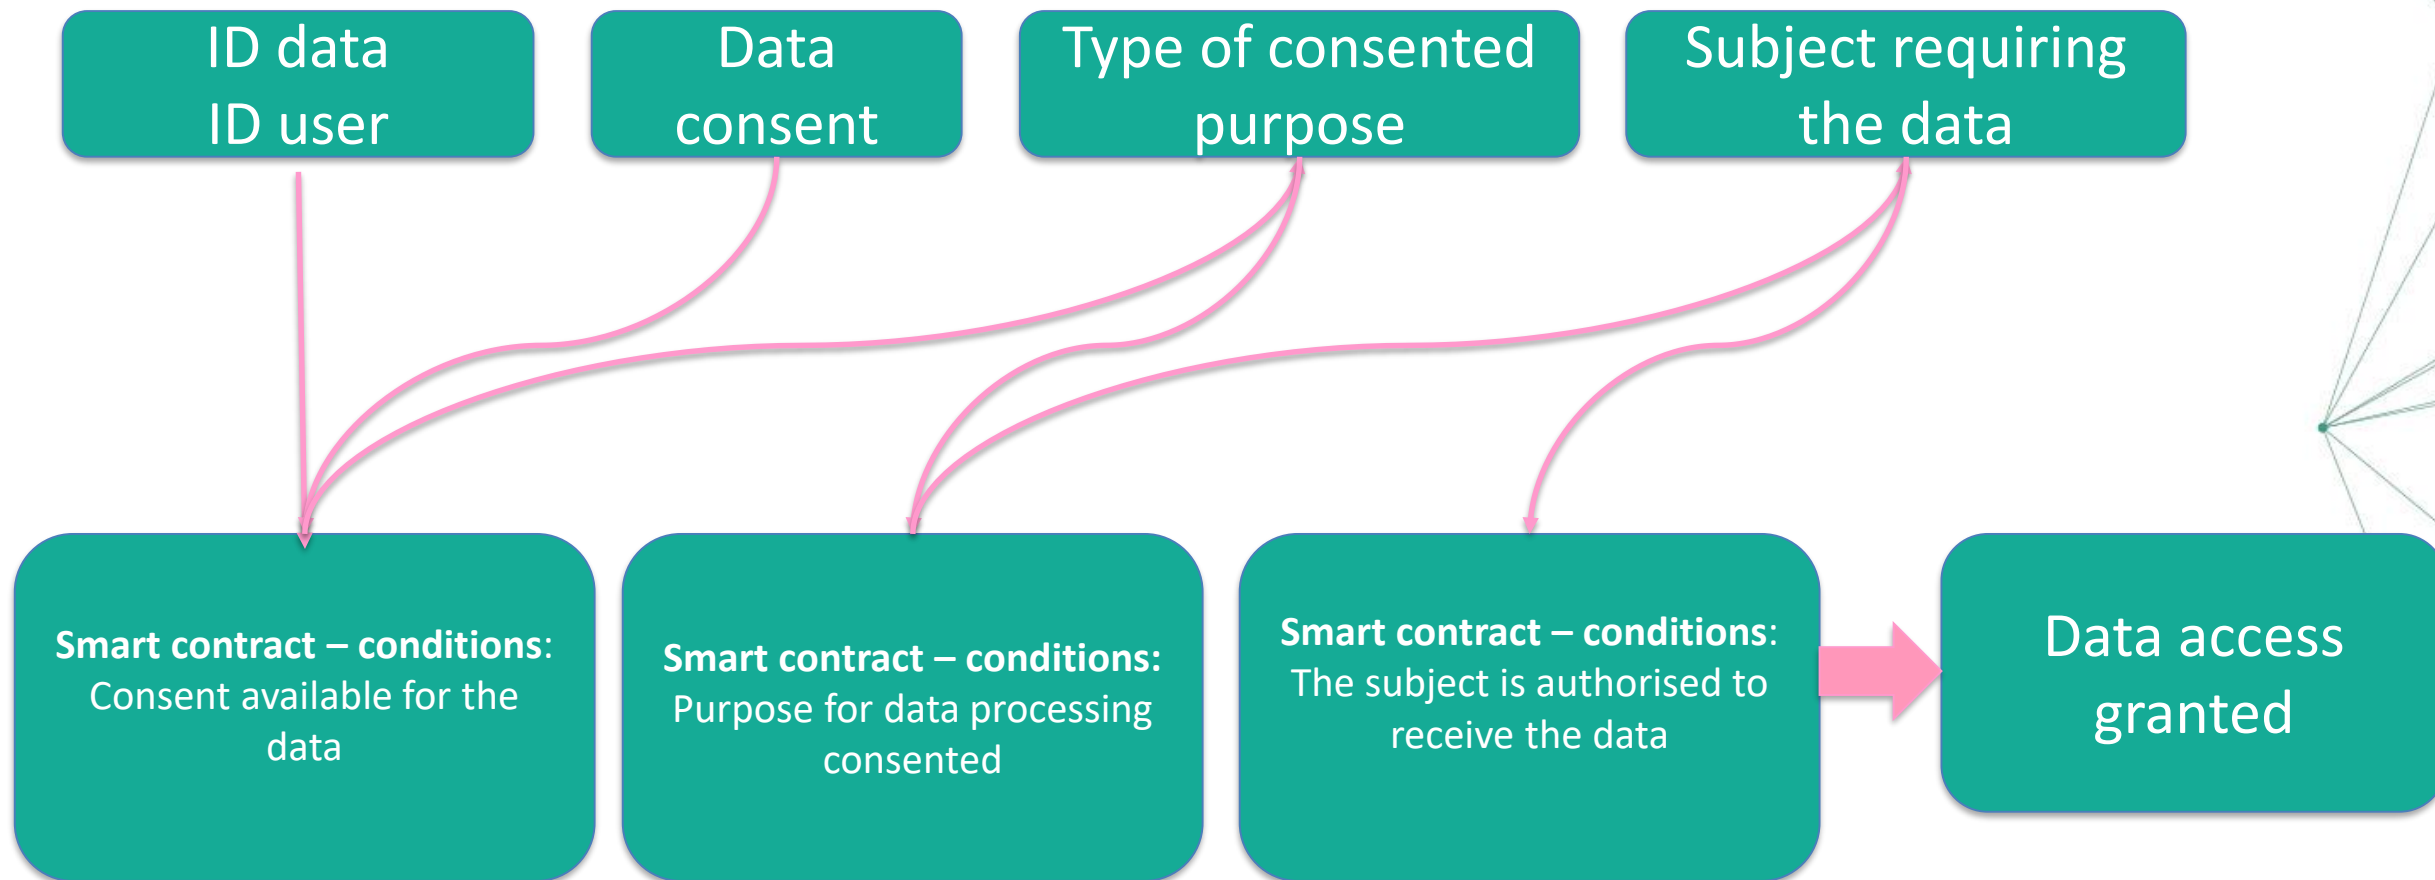 ID data
ID user
Data
consent
Type of consented
purpose
Subject requiring
the data
Smart contract – conditions:
Consent available for the
data
Smart contract – conditions:
Purpose for data processing
consented
Smart contract – conditions:
The subject is authorised to
receive the data
Data access
granted